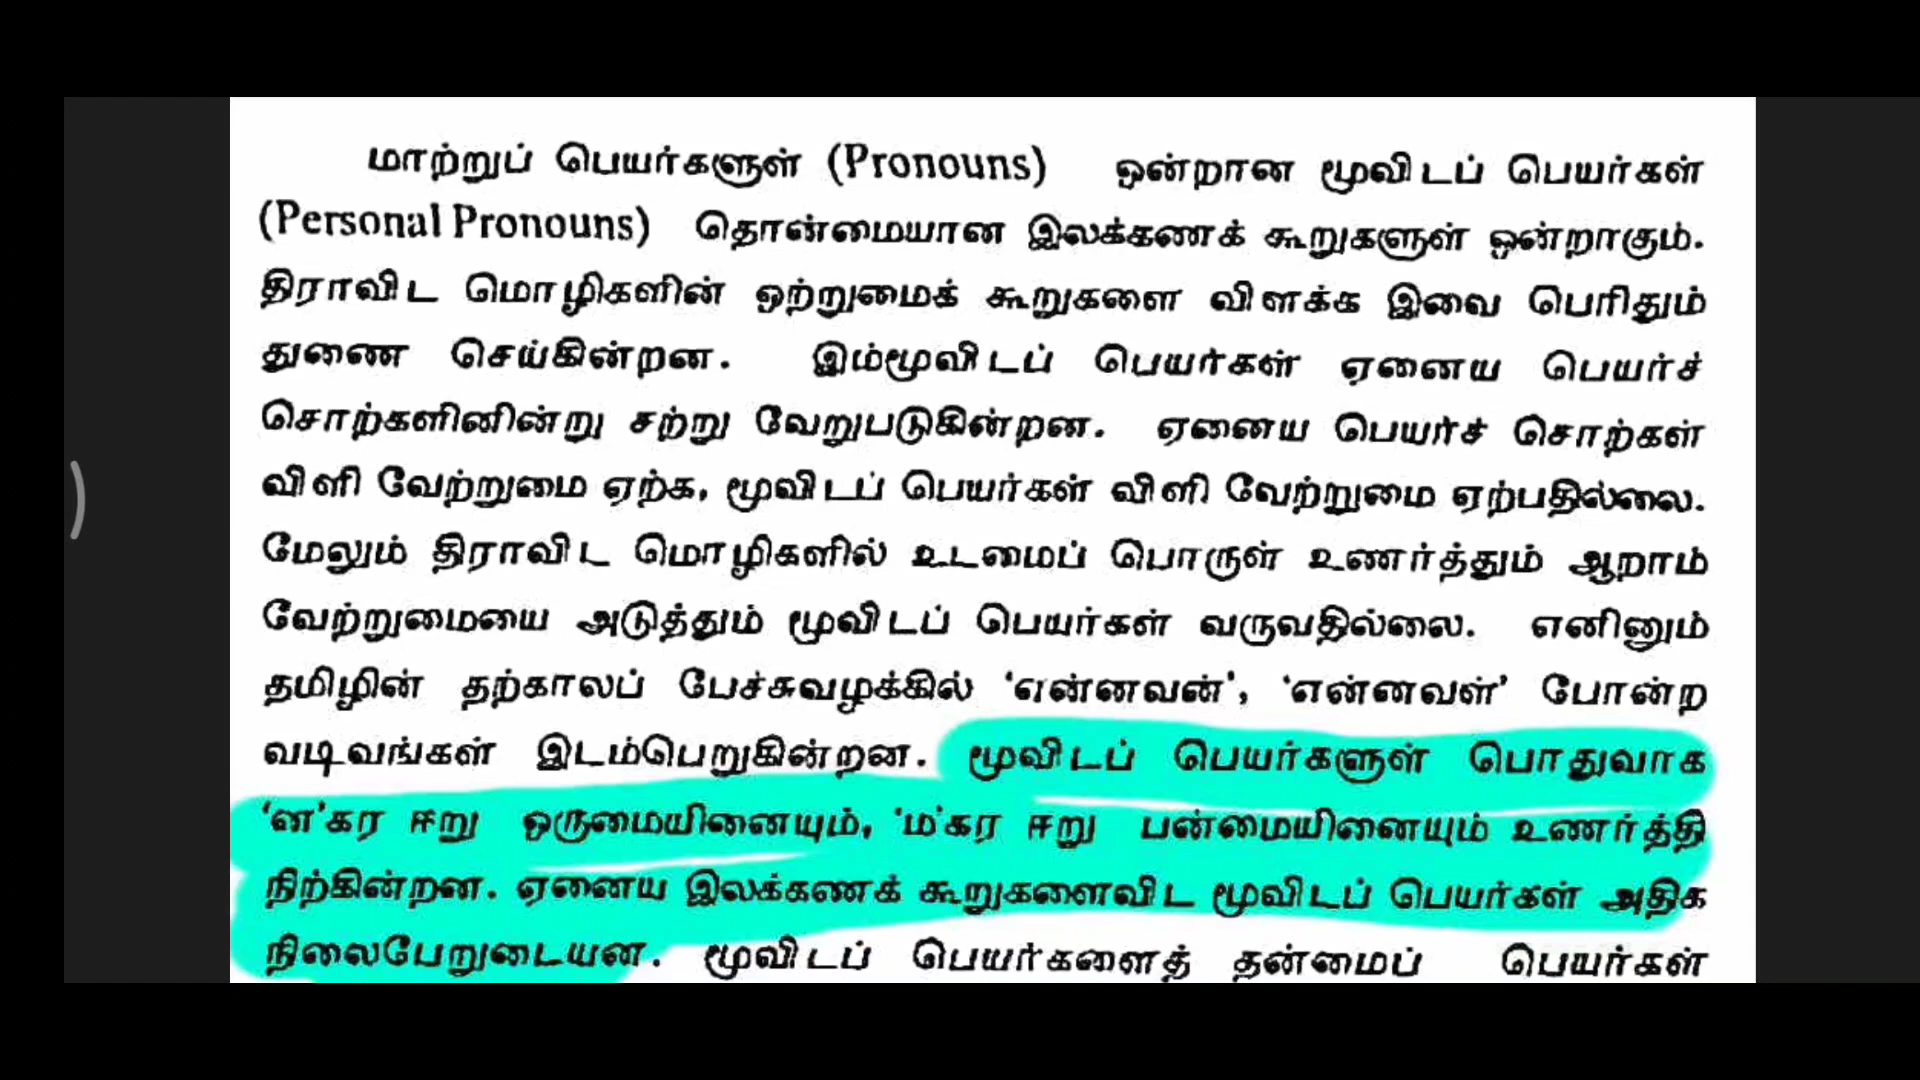 மாற்றுப் பெயர்களுள் (Pronouns) ஒன்றான மூவிடப் பெயர்கள்
(Personal Pronouns) தொன்மையான இலக்கணக் கூறுகளுள் ஒன்றாகும்.
திராவிட மொழிகளின் ஒற்றுமைக் கூறுகளை விளக்க இவை பெரிதும்
துணை செய்கின்றன. இம்மூவிடப் பெயர்கள் ஏனைய பெயர்ச்
சொற்களினின்று சற்று வேறுபடுகின்றன. ஏனைய பெயர்ச் சொற்கள்
விளி வேற்றுமை ஏற்க, மூவிடப் பெயர்கள் விளி வேற்றுமை ஏற்பதில்லை.
மேலும் திராவிட மொழிகளில் உடமைப் பொருள் உணர்த்தும் ஆறாம்
வேற்றுமையை அடுத்தும் மூவிடப் பெயர்கள் வருவதில்லை. எனினும்
தமிழின் தற்காலப் பேச்சுவழக்கில் ‘என்னவன்’, ‘என்னவள்’ போன்ற
வடிவங்கள் இடம்பெறுகின்றன. மூவிடப் பெயர்களுள் பொதுவாக
‘ன’கர ஈறு ஒருமையினையும், ‘ம’கர ஈறு பன்மையினையும் உணர்த்தி
நிற்கின்றன. ஏனைய இலக்கணக் கூறுகளைவிட மூவிடப் பெயர்கள் அதிக
நிலைபேறுடையன. மூவிடப் பெயர்களைத் தன்மைப் பெயர்கள்